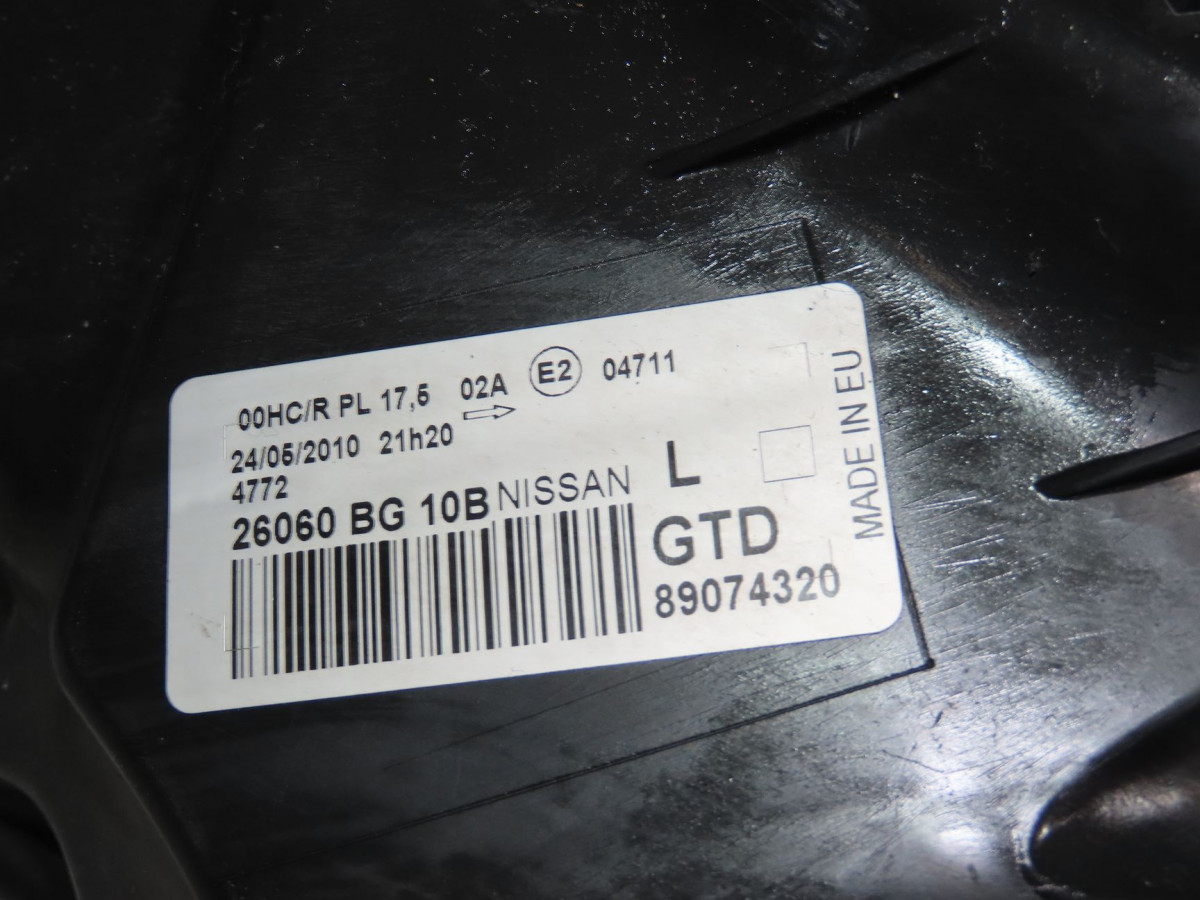 00HC/R PL 17,5 02A E2 04711
24/05/2010 21h20
4772
26060 BG 10B NISSAN L
GTD
89074320
MADE IN EU